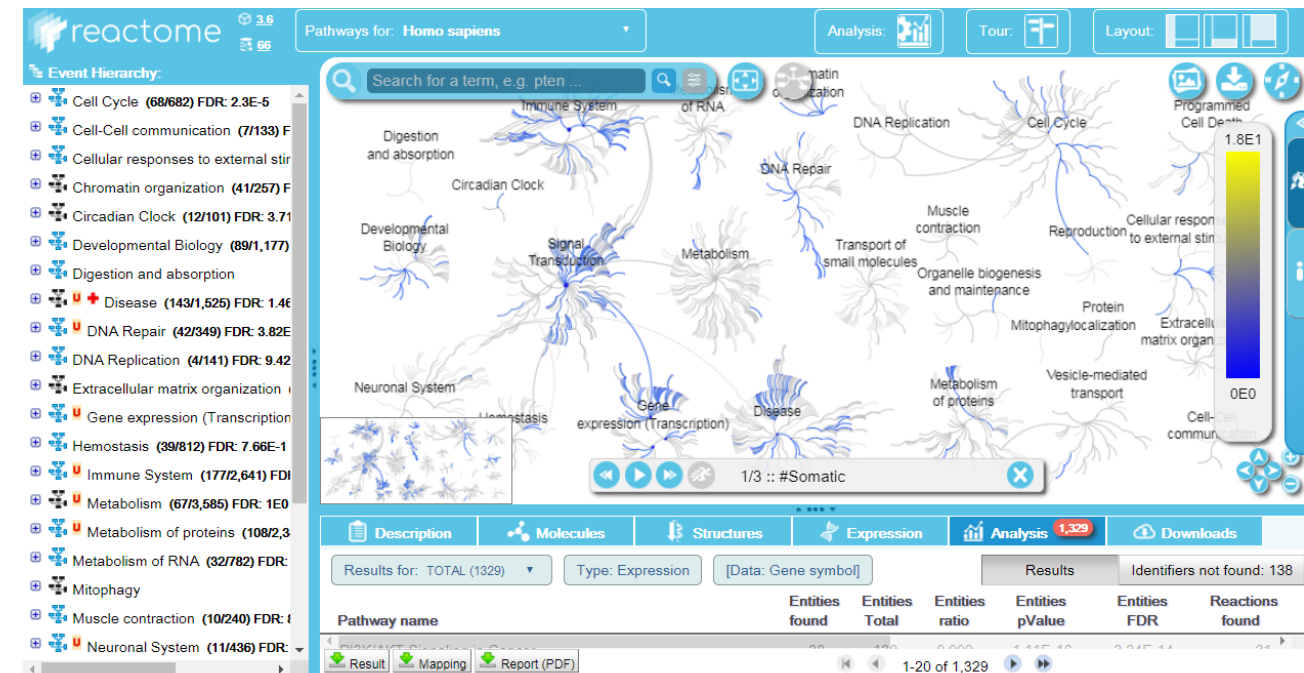 reactome
3.6
66
Pathways for: Homo sapiens
Analysis:
Tour:
Layout:
Event Hierarchy:
Cell Cycle (68/682) FDR: 2.3E-5
Cell-Cell communication (7/133) F
Cellular responses to external stir
Chromatin organization (41/257) F
Circadian Clock (12/101) FDR: 3.71
Developmental Biology (89/1,177)
Digestion and absorption
U Disease (143/1,525) FDR: 1.46
U DNA Repair (42/349) FDR: 3.82E
DNA Replication (4/141) FDR: 9.42
Extracellular matrix organization (
U Gene expression (Transcription
Hemostasis (39/812) FDR: 7.66E-1
U Immune System (177/2,641) FDI
U Metabolism (67/3,585) FDR: 1E0
U Metabolism of proteins (108/2,3
Metabolism of RNA (32/782) FDR:
Mitophagy
Muscle contraction (10/240) FDR: 8
U Neuronal System (11/436) FDR:
Search for a term, e.g. pten ...
Immune System
of RNA
Digestion
and absorption
DNA Replication
Cell Cycle
Programmed
Cell Death
Circadian Clock
DNA Repair
Developmental
Biology
Signal
Transduction
Metabolism
Transport of
small molecules
Muscle
contraction
Reproduction
Cellular respon
to external stim
Organelle biogenesis
and maintenance
Mitophagy
Protein
localization
Extracellu
matrix organ
Neuronal System
Hemostasis
Gene
expression (Transcription)
Disease
Metabolism
of proteins
Vesicle-mediated
transport
Cell-Cell
communication
1.8E1
0E0
1/3 :: #Somatic
Description
Molecules
Structures
Expression
Analysis 1,329
Downloads
Results for: TOTAL (1329)
Type: Expression
[Data: Gene symbol]
Results
Identifiers not found: 138
Pathway name
Entities found
Entities Total
Entities ratio
Entities pValue
Entities FDR
Reactions found
Result
Mapping
Report (PDF)
1-20 of 1,329